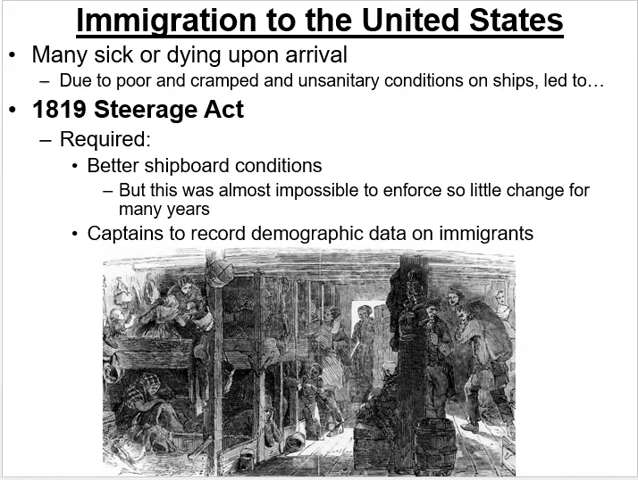 Immigration to the United States
• Many sick or dying upon arrival
– Due to poor and cramped and unsanitary conditions on ships, led to…
• 1819 Steerage Act
– Required:
• Better shipboard conditions
– But this was almost impossible to enforce so little change for
many years
• Captains to record demographic data on immigrants